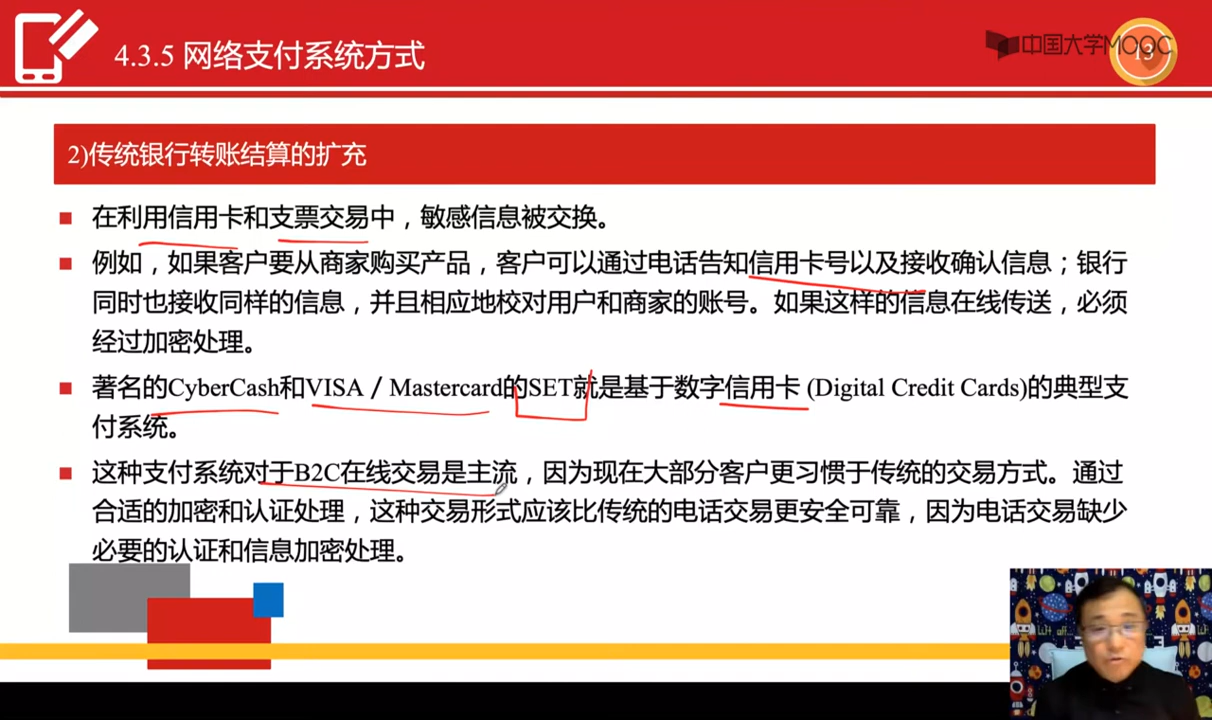 4.3.5 网络支付系统方式
中国大学MOOC
13
2)传统银行转账结算的扩充
在利用信用卡和支票交易中，敏感信息被交换。
例如，如果客户要从商家购买产品，客户可以通过电话告知信用卡号以及接收确认信息；银行
同时也接收同样的信息，并且相应地校对用户和商家的账号。如果这样的信息在线传送，必须
经过加密处理。
著名的CyberCash和VISA / Mastercard的SET就是基于数字信用卡 (Digital Credit Cards)的典型支
付系统。
这种支付系统对于B2C在线交易是主流，因为现在大部分客户更习惯于传统的交易方式。通过
合适的加密和认证处理，这种交易形式应该比传统的电话交易更安全可靠，因为电话交易缺少
必要的认证和信息加密处理。